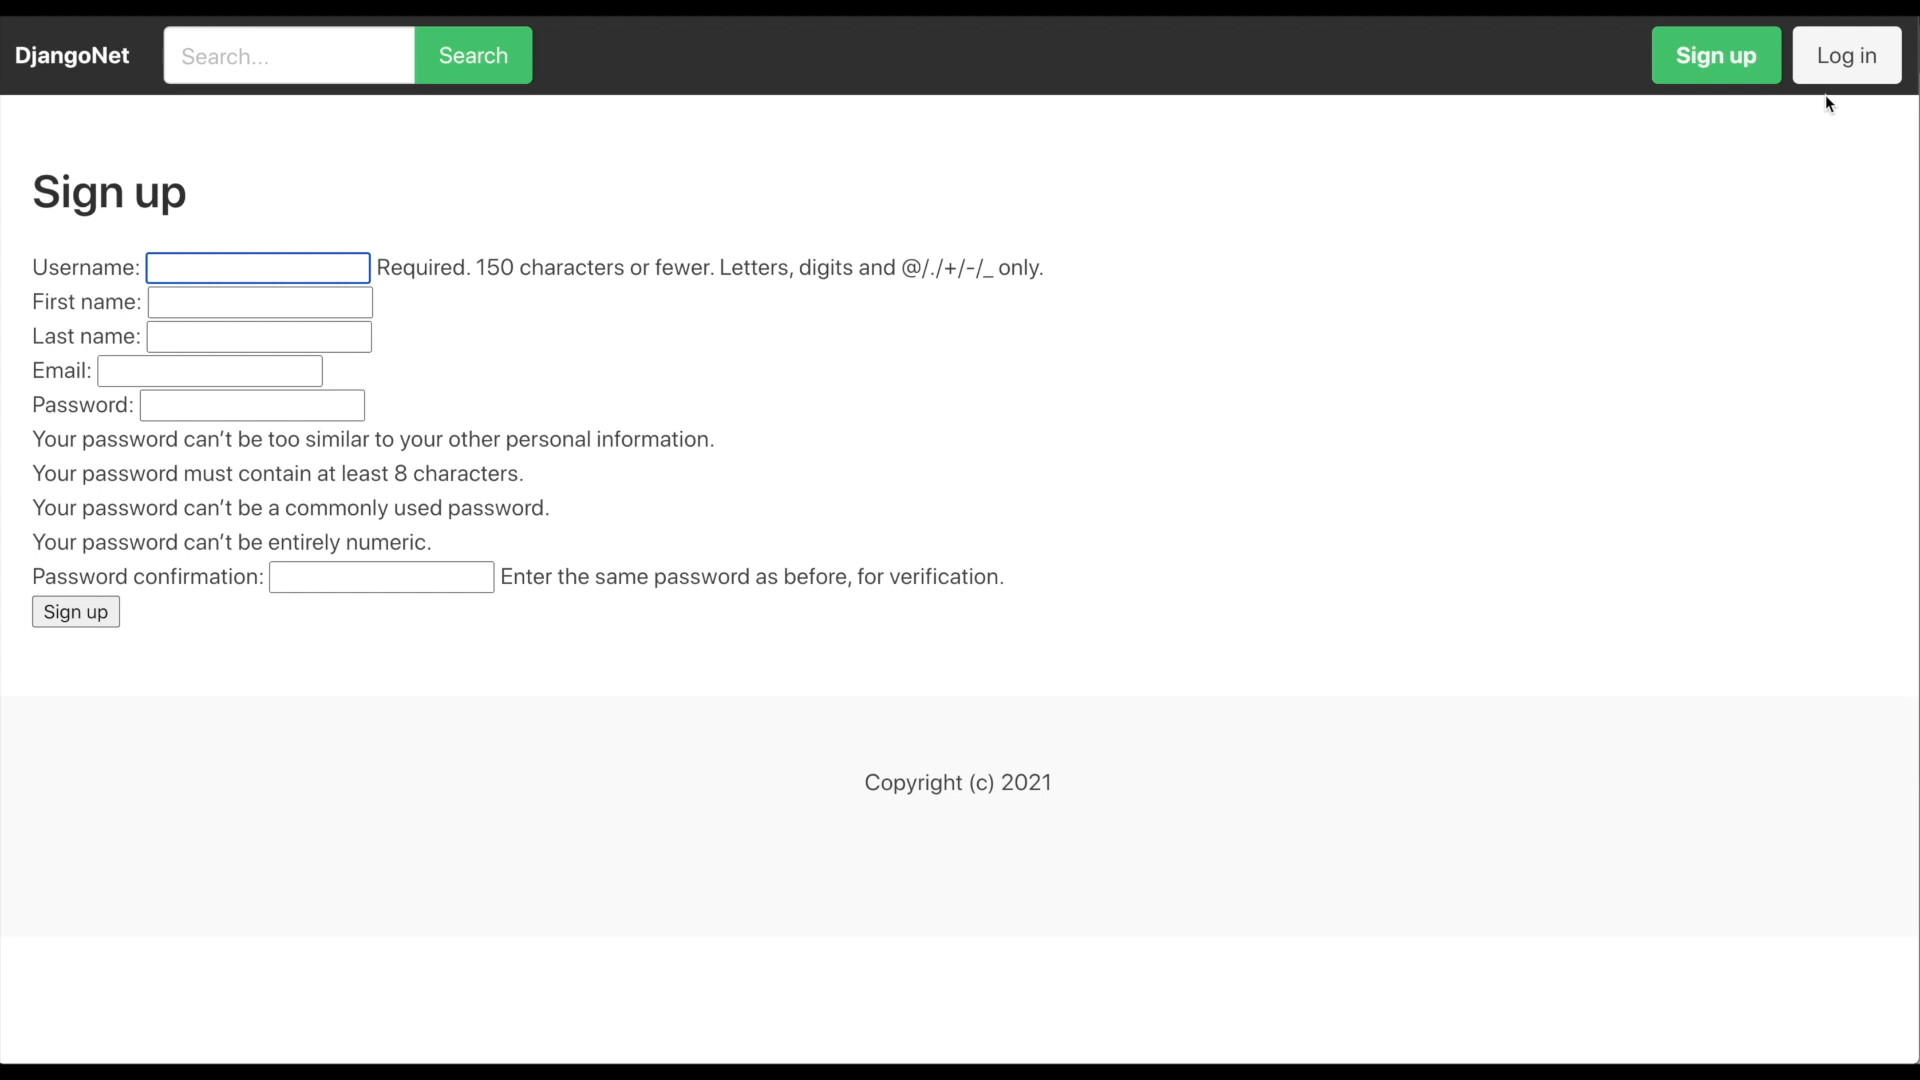 DjangoNet Search... Search Sign up Log in
Sign up
Username: Required. 150 characters or fewer. Letters, digits and @/./+/-/_ only.
First name:
Last name:
Email:
Password:
Your password can’t be too similar to your other personal information.
Your password must contain at least 8 characters.
Your password can’t be a commonly used password.
Your password can’t be entirely numeric.
Password confirmation: Enter the same password as before, for verification.
Sign up
Copyright (c) 2021